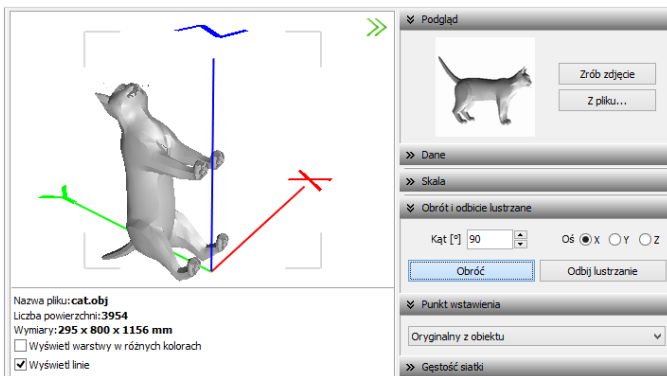 Z
X
Y
Nazwa pliku:cat.obj
Liczba powierzchni:3954
Wymiary:295 x 800 x 1156 mm
Wyświetl warstwy w różnych kolorach
Wyświetl linie
Podgląd
Zrób zdjęcie
Z pliku...
Dane
Skala
Obrót i odbicie lustrzane
Kąt [°] 90 Oś X Y Z
Obróć Odbij lustrzanie
Punkt wstawienia
Oryginalny z obiektu
Gęstość siatki